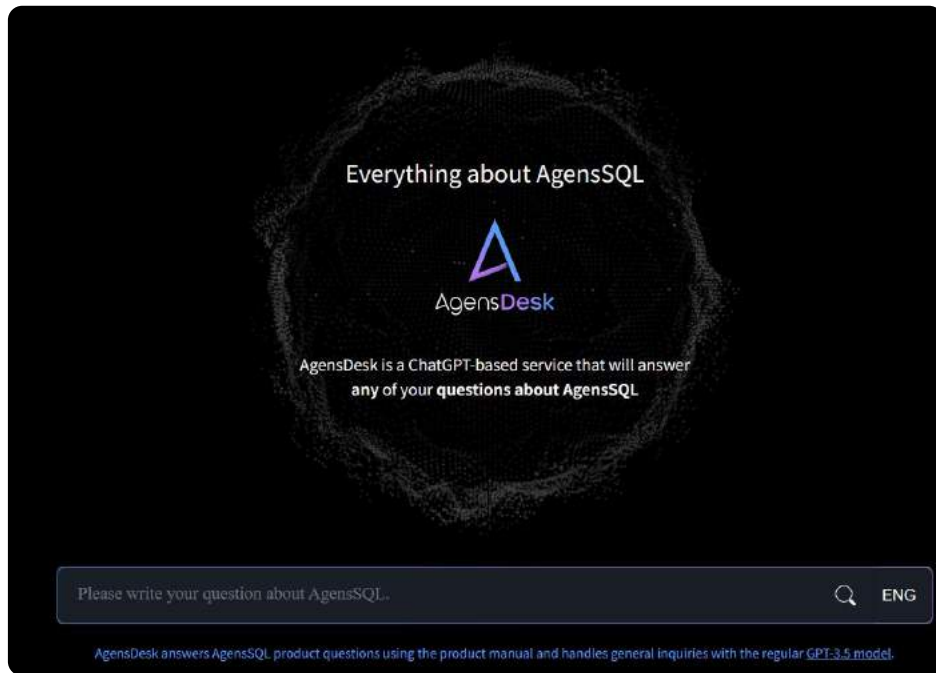 Everything about AgensSQL
AgensDesk
AgensDesk is a ChatGPT-based service that will answer
any of your questions about AgensSQL
Please write your question about AgensSQL.
ENG
AgensDesk answers AgensSQL product questions using the product manual and handles general inquiries with the regular GPT-3.5 model.